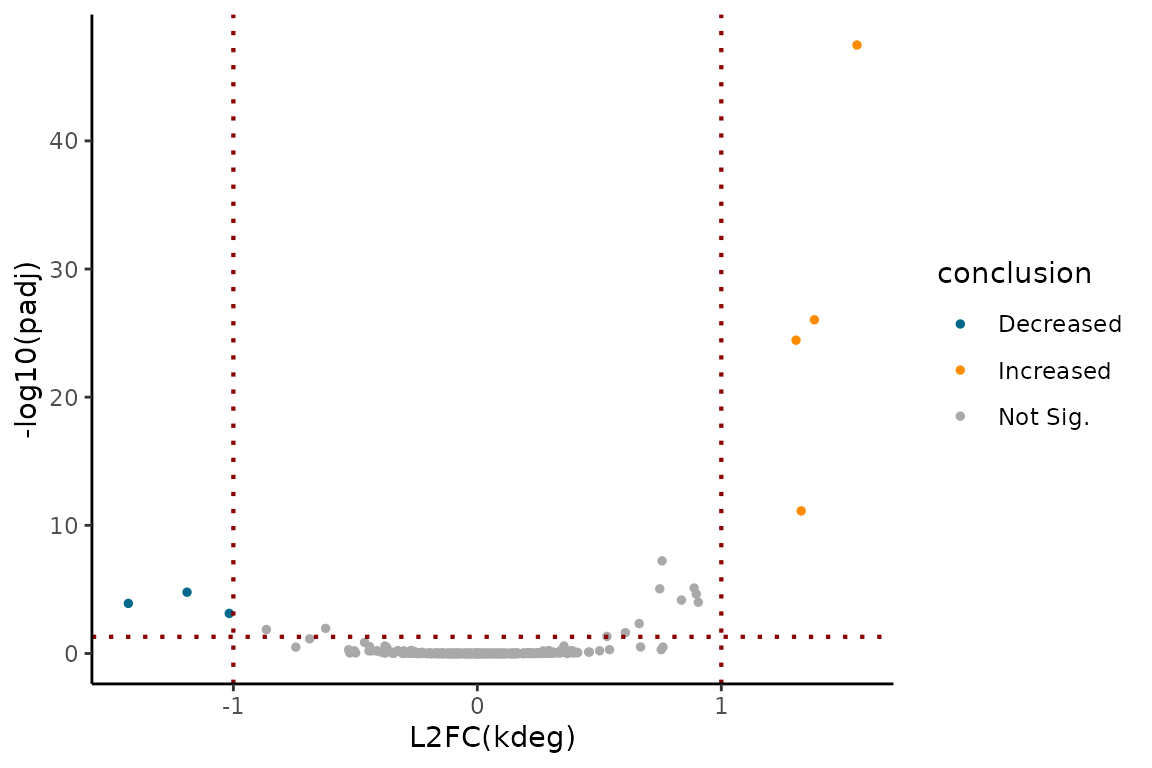 -log10(padj)
40
30
20
10
0
-1
0
1
L2FC(kdeg)
conclusion
Decreased
Increased
Not Sig.